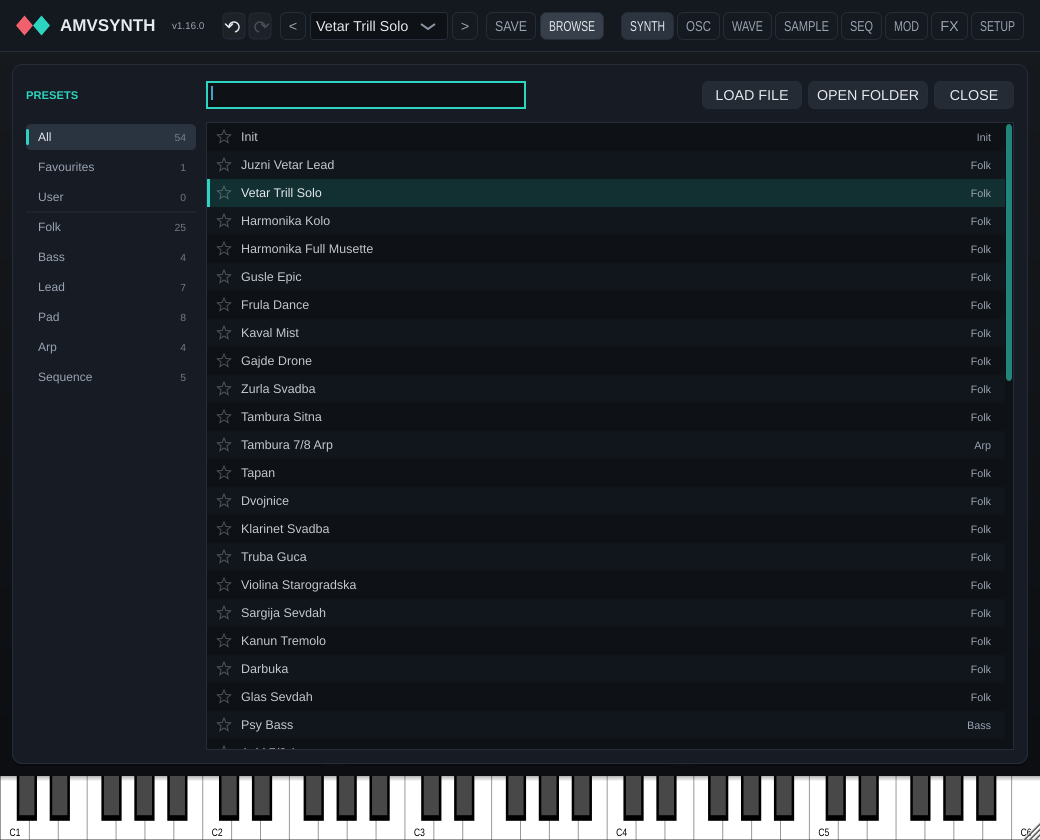 AMVSYNTH v1.16.0 < Vetar Trill Solo > SAVE BROWSE SYNTH OSC WAVE SAMPLE SEQ MOD FX SETUP
PRESETS LOAD FILE OPEN FOLDER CLOSE
All 54
Favourites 1
User 0
Folk 25
Bass 4
Lead 7
Pad 8
Arp 4
Sequence 5
Init Init
Juzni Vetar Lead Folk
Vetar Trill Solo Folk
Harmonika Kolo Folk
Harmonika Full Musette Folk
Gusle Epic Folk
Frula Dance Folk
Kaval Mist Folk
Gajde Drone Folk
Zurla Svadba Folk
Tambura Sitna Folk
Tambura 7/8 Arp Arp
Tapan Folk
Dvojnice Folk
Klarinet Svadba Folk
Truba Guca Folk
Violina Starogradska Folk
Sargija Sevdah Folk
Kanun Tremolo Folk
Darbuka Folk
Glas Sevdah Folk
Psy Bass Bass
C1 C2 C3 C4 C5 C6